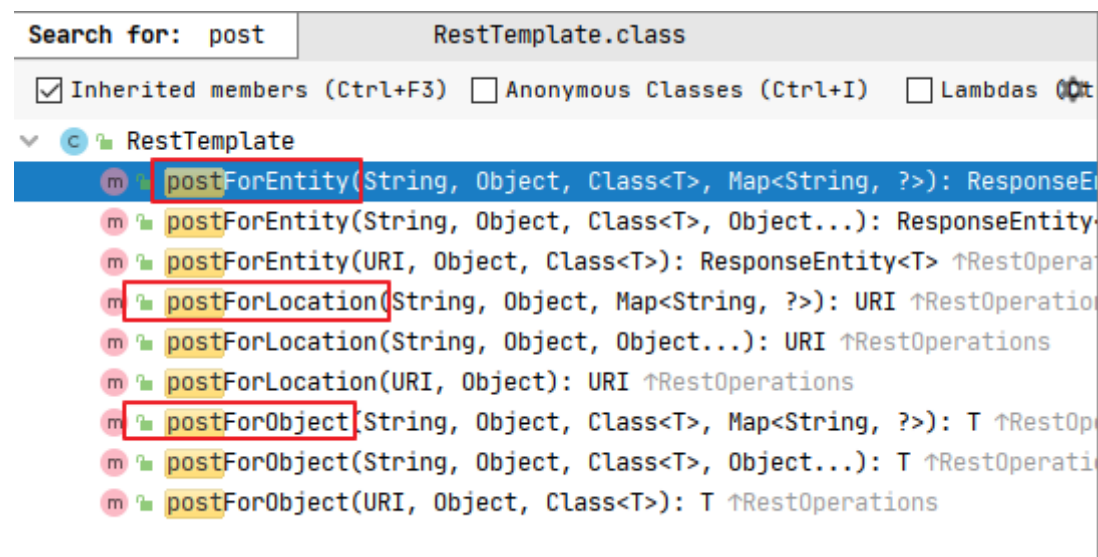 Search for: post RestTemplate.class
Inherited members (Ctrl+F3) Anonymous Classes (Ctrl+I) Lambdas
RestTemplate
postForEntity(String, Object, Class<T>, Map<String, ?>): ResponseE
postForEntity(String, Object, Class<T>, Object...): ResponseEntity
postForEntity(URI, Object, Class<T>): ResponseEntity<T> ↑RestOpera
postForLocation(String, Object, Map<String, ?>): URI ↑RestOperatio
postForLocation(String, Object, Object...): URI ↑RestOperations
postForLocation(URI, Object): URI ↑RestOperations
postForObject(String, Object, Class<T>, Map<String, ?>): T ↑RestOp
postForObject(String, Object, Class<T>, Object...): T ↑RestOperati
postForObject(URI, Object, Class<T>): T ↑RestOperations